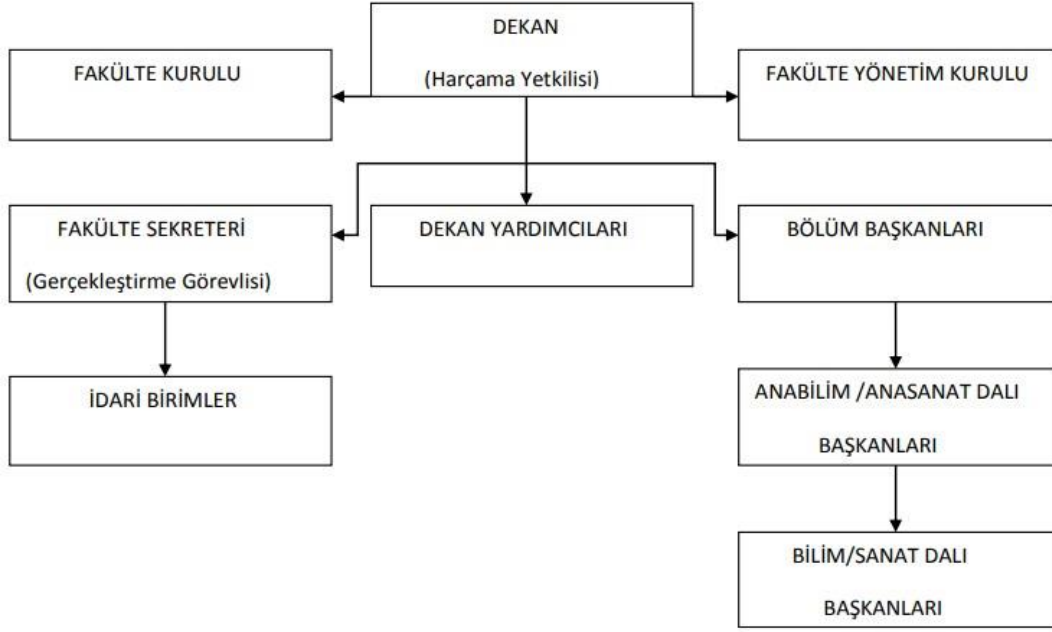 DEKAN
(Harçama Yetkilisi)
FAKÜLTE KURULU
FAKÜLTE YÖNETİM KURULU
FAKÜLTE SEKRETERİ
(Gerçekleştirme Görevlisi)
DEKAN YARDIMCILARI
BÖLÜM BAŞKANLARI
İDARİ BİRİMLER
ANABİLİM /ANASANAT DALI
BAŞKANLARI
BİLİM/SANAT DALI
BAŞKANLARI